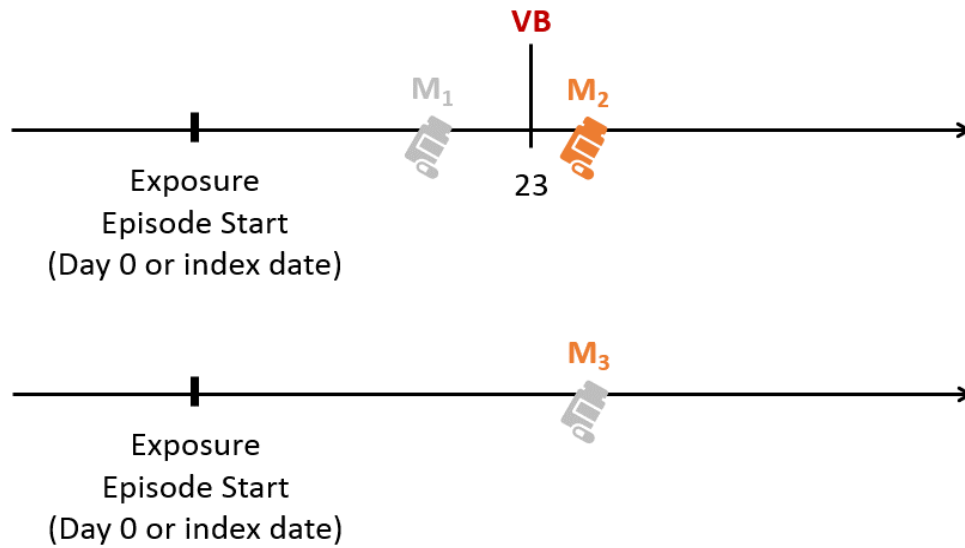 VB
M₁
M₂
23
Exposure
Episode Start
(Day 0 or index date)
M₃
Exposure
Episode Start
(Day 0 or index date)